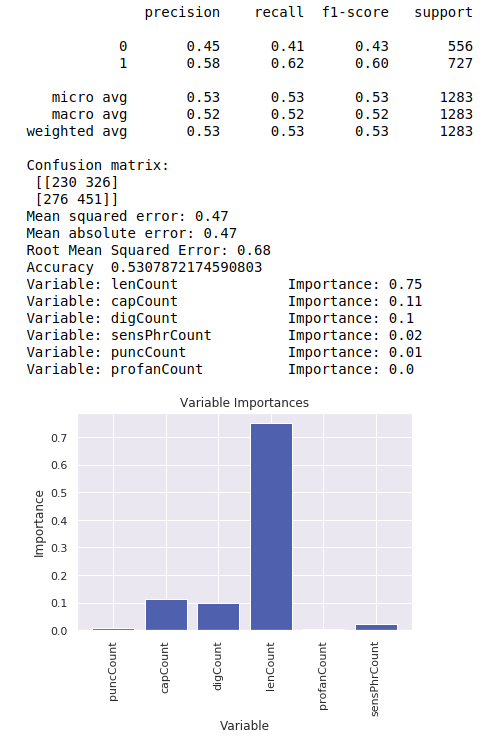 precision recall f1-score support
0 0.45 0.41 0.43 556
1 0.58 0.62 0.60 727
micro avg 0.53 0.53 0.53 1283
macro avg 0.52 0.52 0.52 1283
weighted avg 0.53 0.53 0.53 1283
Confusion matrix:
[[230 326]
[276 451]]
Mean squared error: 0.47
Mean absolute error: 0.47
Root Mean Squared Error: 0.68
Accuracy 0.5307872174590803
Variable: lenCount Importance: 0.75
Variable: capCount Importance: 0.11
Variable: digCount Importance: 0.1
Variable: sensPhrCount Importance: 0.02
Variable: puncCount Importance: 0.01
Variable: profanCount Importance: 0.0
Variable Importances
0.7
0.6
0.5
0.4
0.3
0.2
0.1
0.0
Importance
puncCount
capCount
digCount
lenCount
profanCount
sensPhrCount
Variable